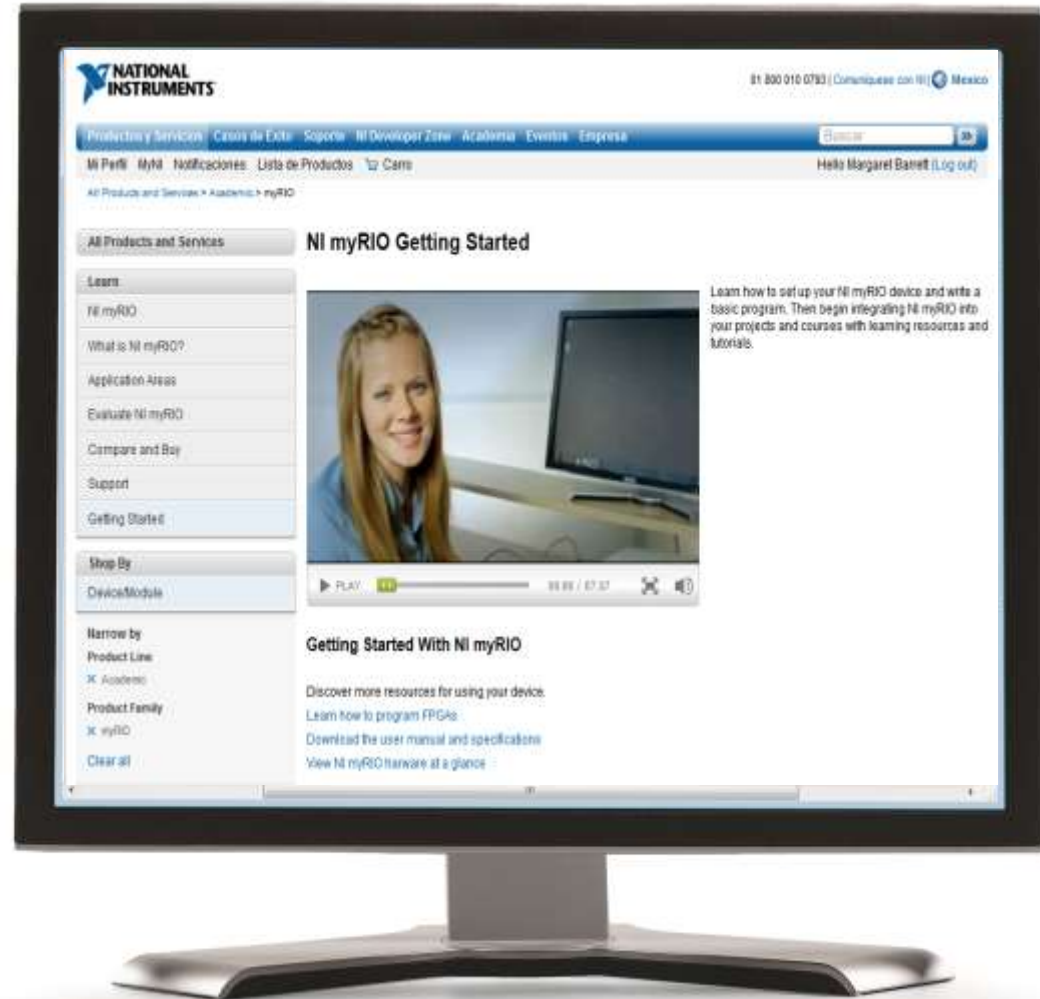 NATIONAL
INSTRUMENTS
01 800 010 0793 | Comuníquese con NI | Mexico
Productos y Servicios Casos de Éxito Soporte NI Developer Zone Academia Eventos Empresa Buscar
Mi Perfil MyNI Notificaciones Lista de Productos Carro Hello Margaret Barrett (Log out)
All Products and Services > Academic > myRIO
All Products and Services
Learn
NI myRIO
What is NI myRIO?
Application Areas
Evaluate NI myRIO
Compare and Buy
Support
Getting Started
Shop By
Device/Module
Narrow by
Product Line
× Academic
Product Family
× myRIO
Clear all
NI myRIO Getting Started
Learn how to set up your NI myRIO device and write a
basic program. Then begin integrating NI myRIO into
your projects and courses with learning resources and
tutorials.
PLAY
Getting Started With NI myRIO
Discover more resources for using your device.
Learn how to program FPGAs
Download the user manual and specifications
View NI myRIO harware at a glance